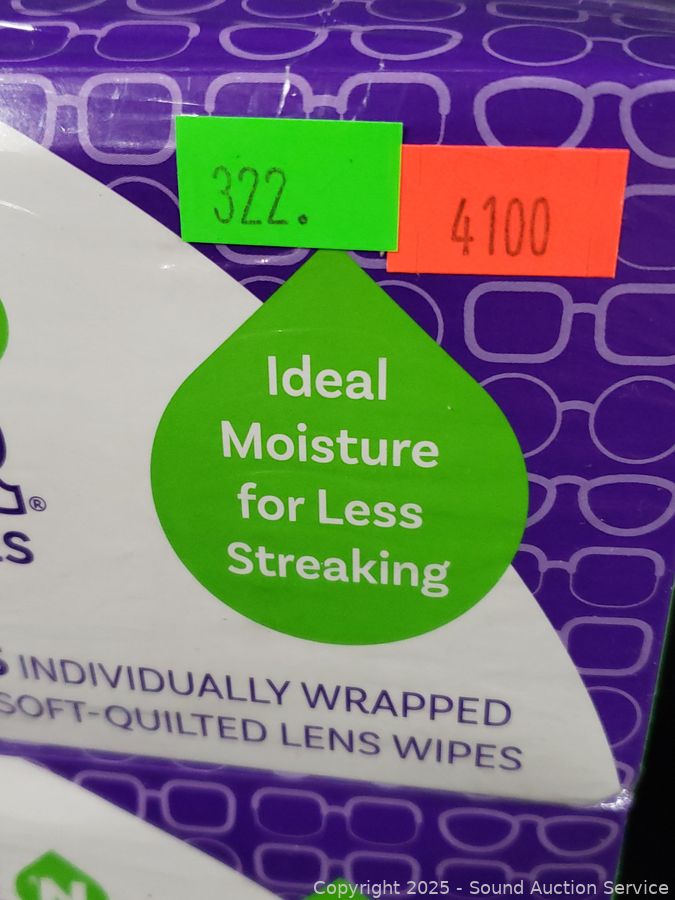 322.
4100
Ideal
Moisture
for Less
Streaking
®
INDIVIDUALLY WRAPPED
SOFT-QUILTED LENS WIPES
'N
Copyright 2025 - Sound Auction Service